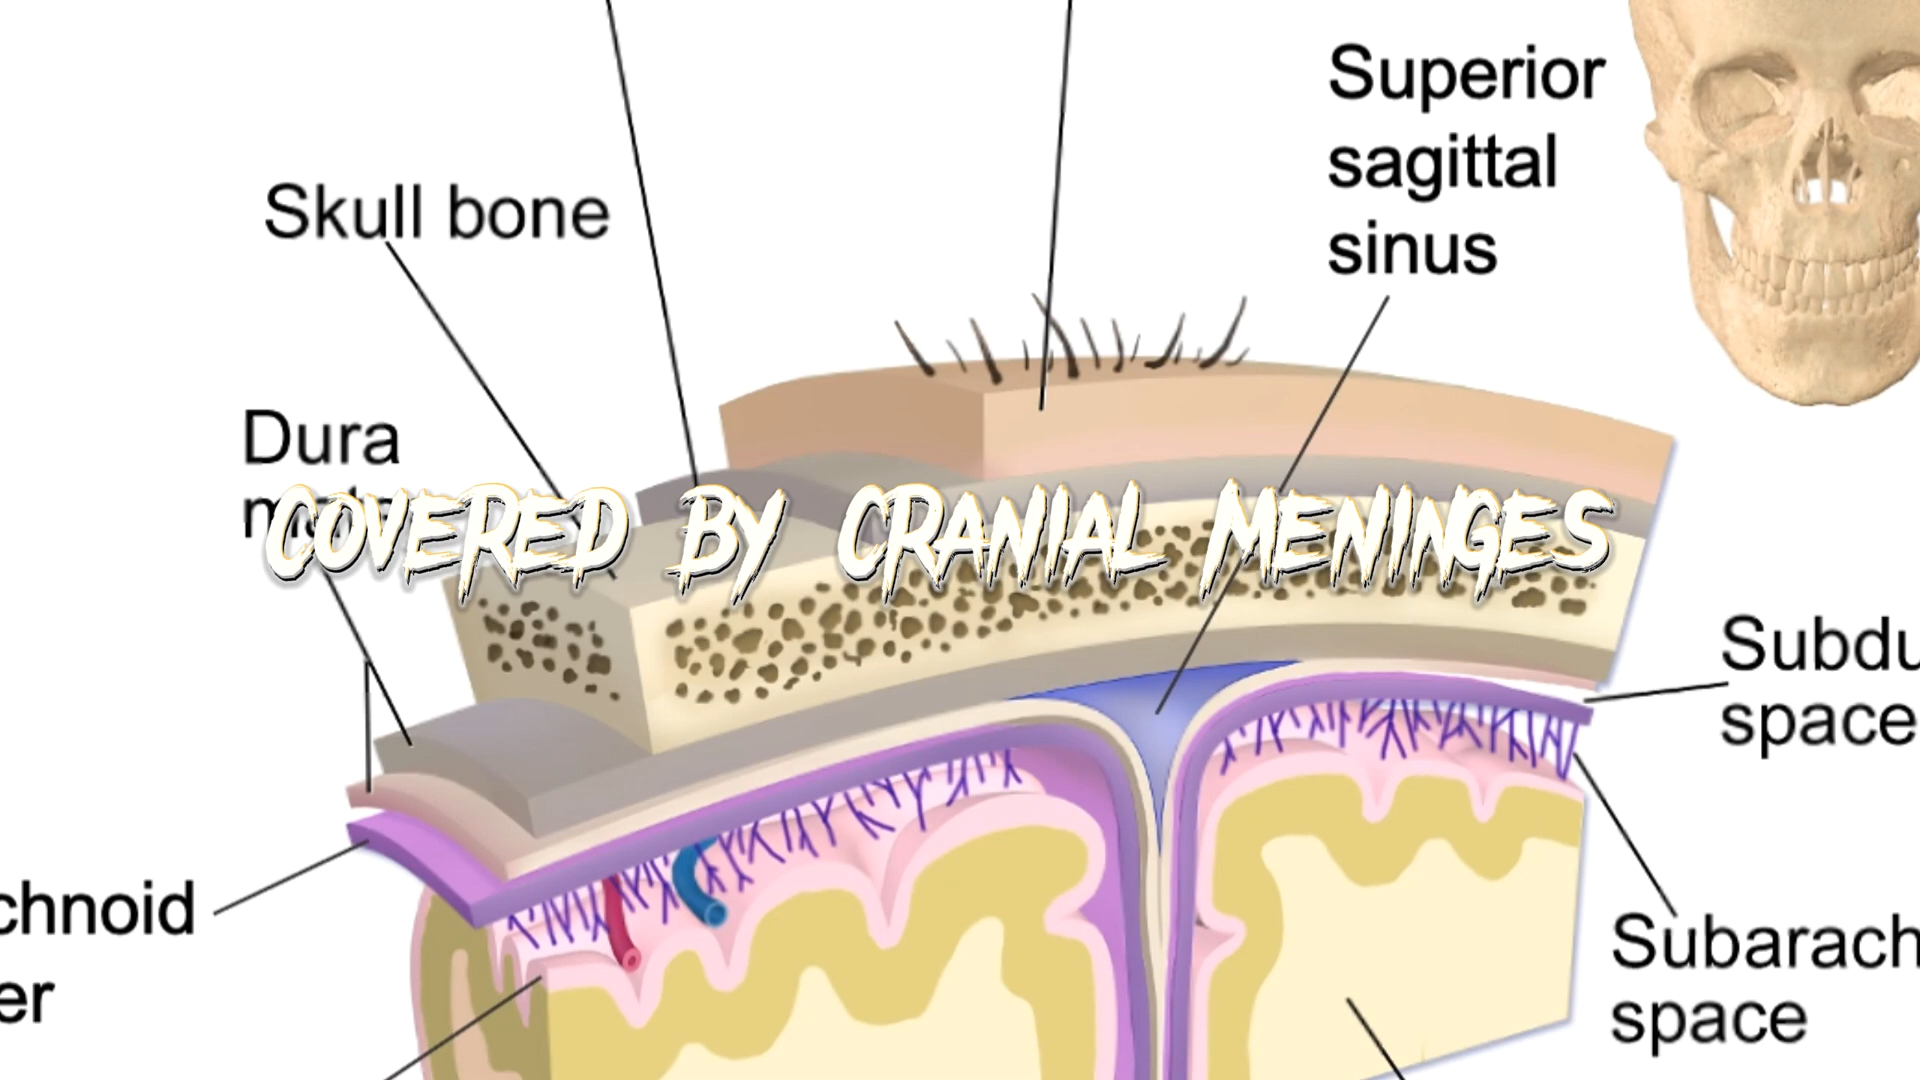 Superior
sagittal
sinus
Skull bone
Dura
COVERED BY CRANIAL MENINGES
Subdu
space
chnoid
er
Subarach
space